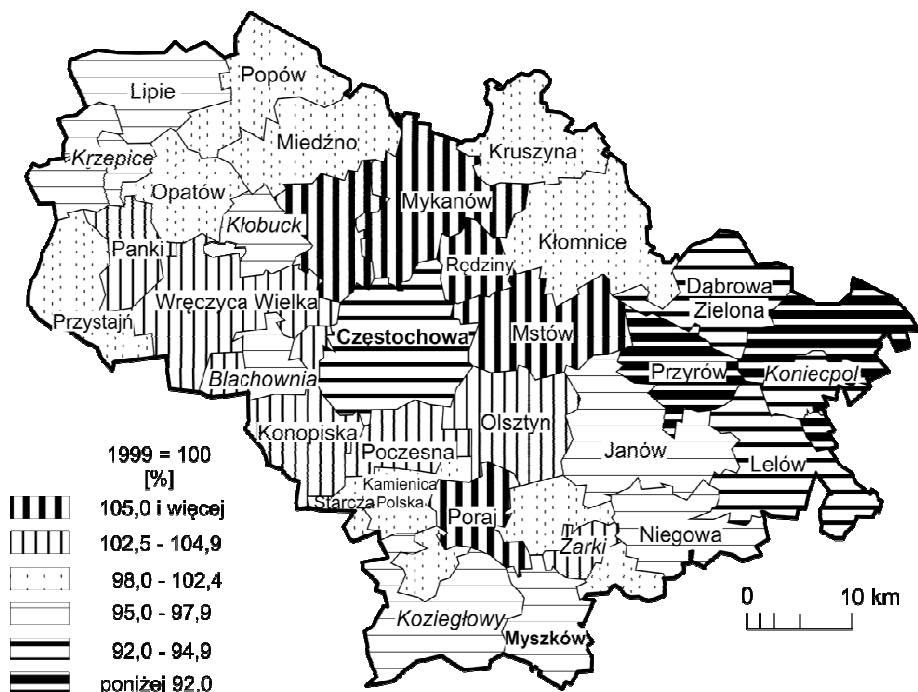 Popów
Lipie
Miedźno
Kruszyna
Krzepice
Opatów
Mykanów
Kłobuck
Kłomnice
Panki
Rędziny
Dąbrowa
Zielona
Wręczyca Wielka
Przystajń
Częstochowa
Mstów
Przyrów
Koniecpol
Blachownia
Konopiska
Olsztyn
Poczesna
Janów
Lelów
Kamienica
Polska
Starcza
Poraj
Żarki
Niegowa
Koziegłowy
Myszków
1999 = 100
[%]
105,0 i więcej
102,5 - 104,9
98,0 - 102,4
95,0 - 97,9
92,0 - 94,9
poniżej 92,0
0 10 km